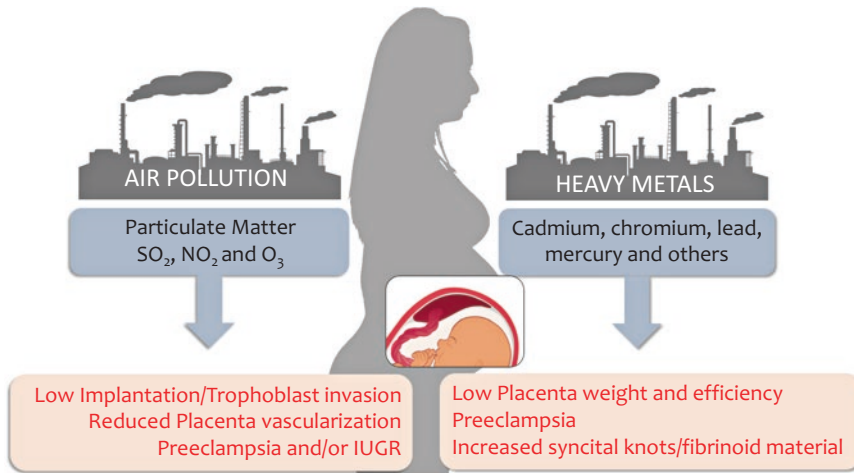 AIR POLLUTION
Particulate Matter
SO₂, NO₂ and O₃
Low Implantation/Trophoblast invasion
Reduced Placenta vascularization
Preeclampsia and/or IUGR
HEAVY METALS
Cadmium, chromium, lead,
mercury and others
Low Placenta weight and efficiency
Preeclampsia
Increased syncital knots/fibrinoid material